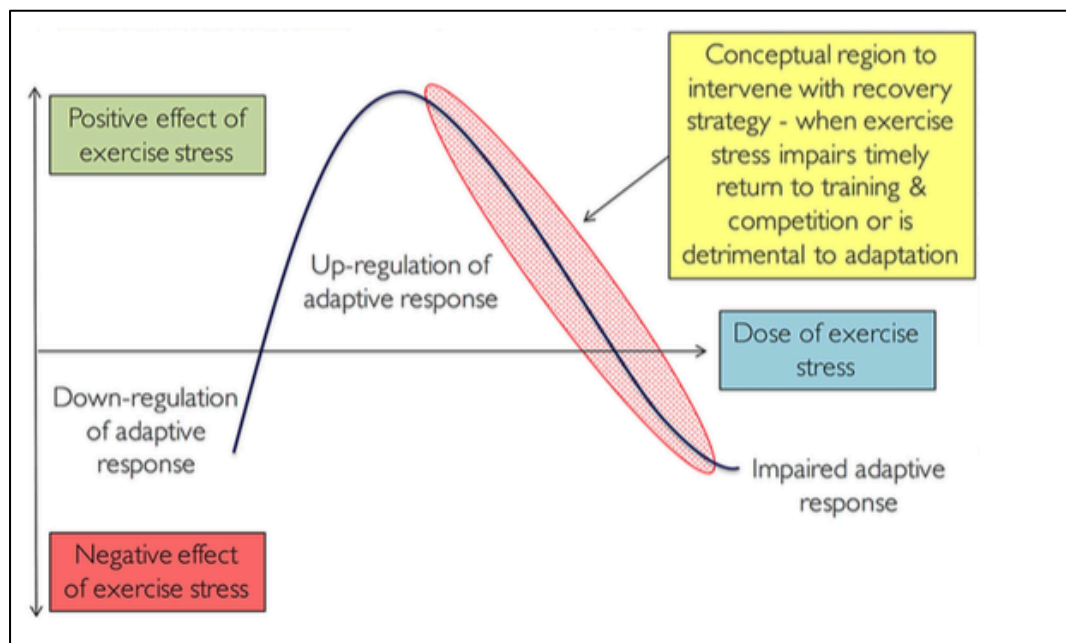 Positive effect of
exercise stress
Conceptual region to
intervene with recovery
strategy - when exercise
stress impairs timely
return to training &
competition or is
detrimental to adaptation
Up-regulation of
adaptive response
Dose of exercise
stress
Down-regulation
of adaptive
response
Impaired adaptive
response
Negative effect
of exercise stress